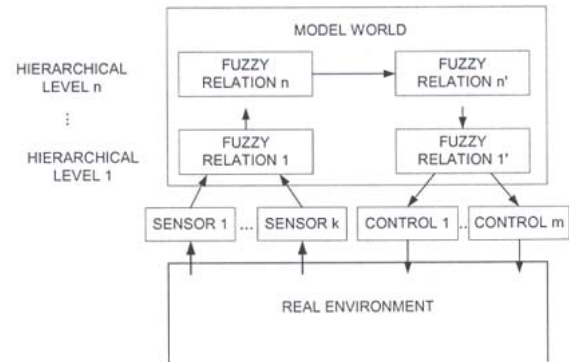 MODEL WORLD
HIERARCHICAL
LEVEL n
⋮
HIERARCHICAL
LEVEL 1
FUZZY
RELATION n
FUZZY
RELATION n'
FUZZY
RELATION 1
FUZZY
RELATION 1'
SENSOR 1 ... SENSOR k
CONTROL 1 .. CONTROL m
REAL ENVIRONMENT